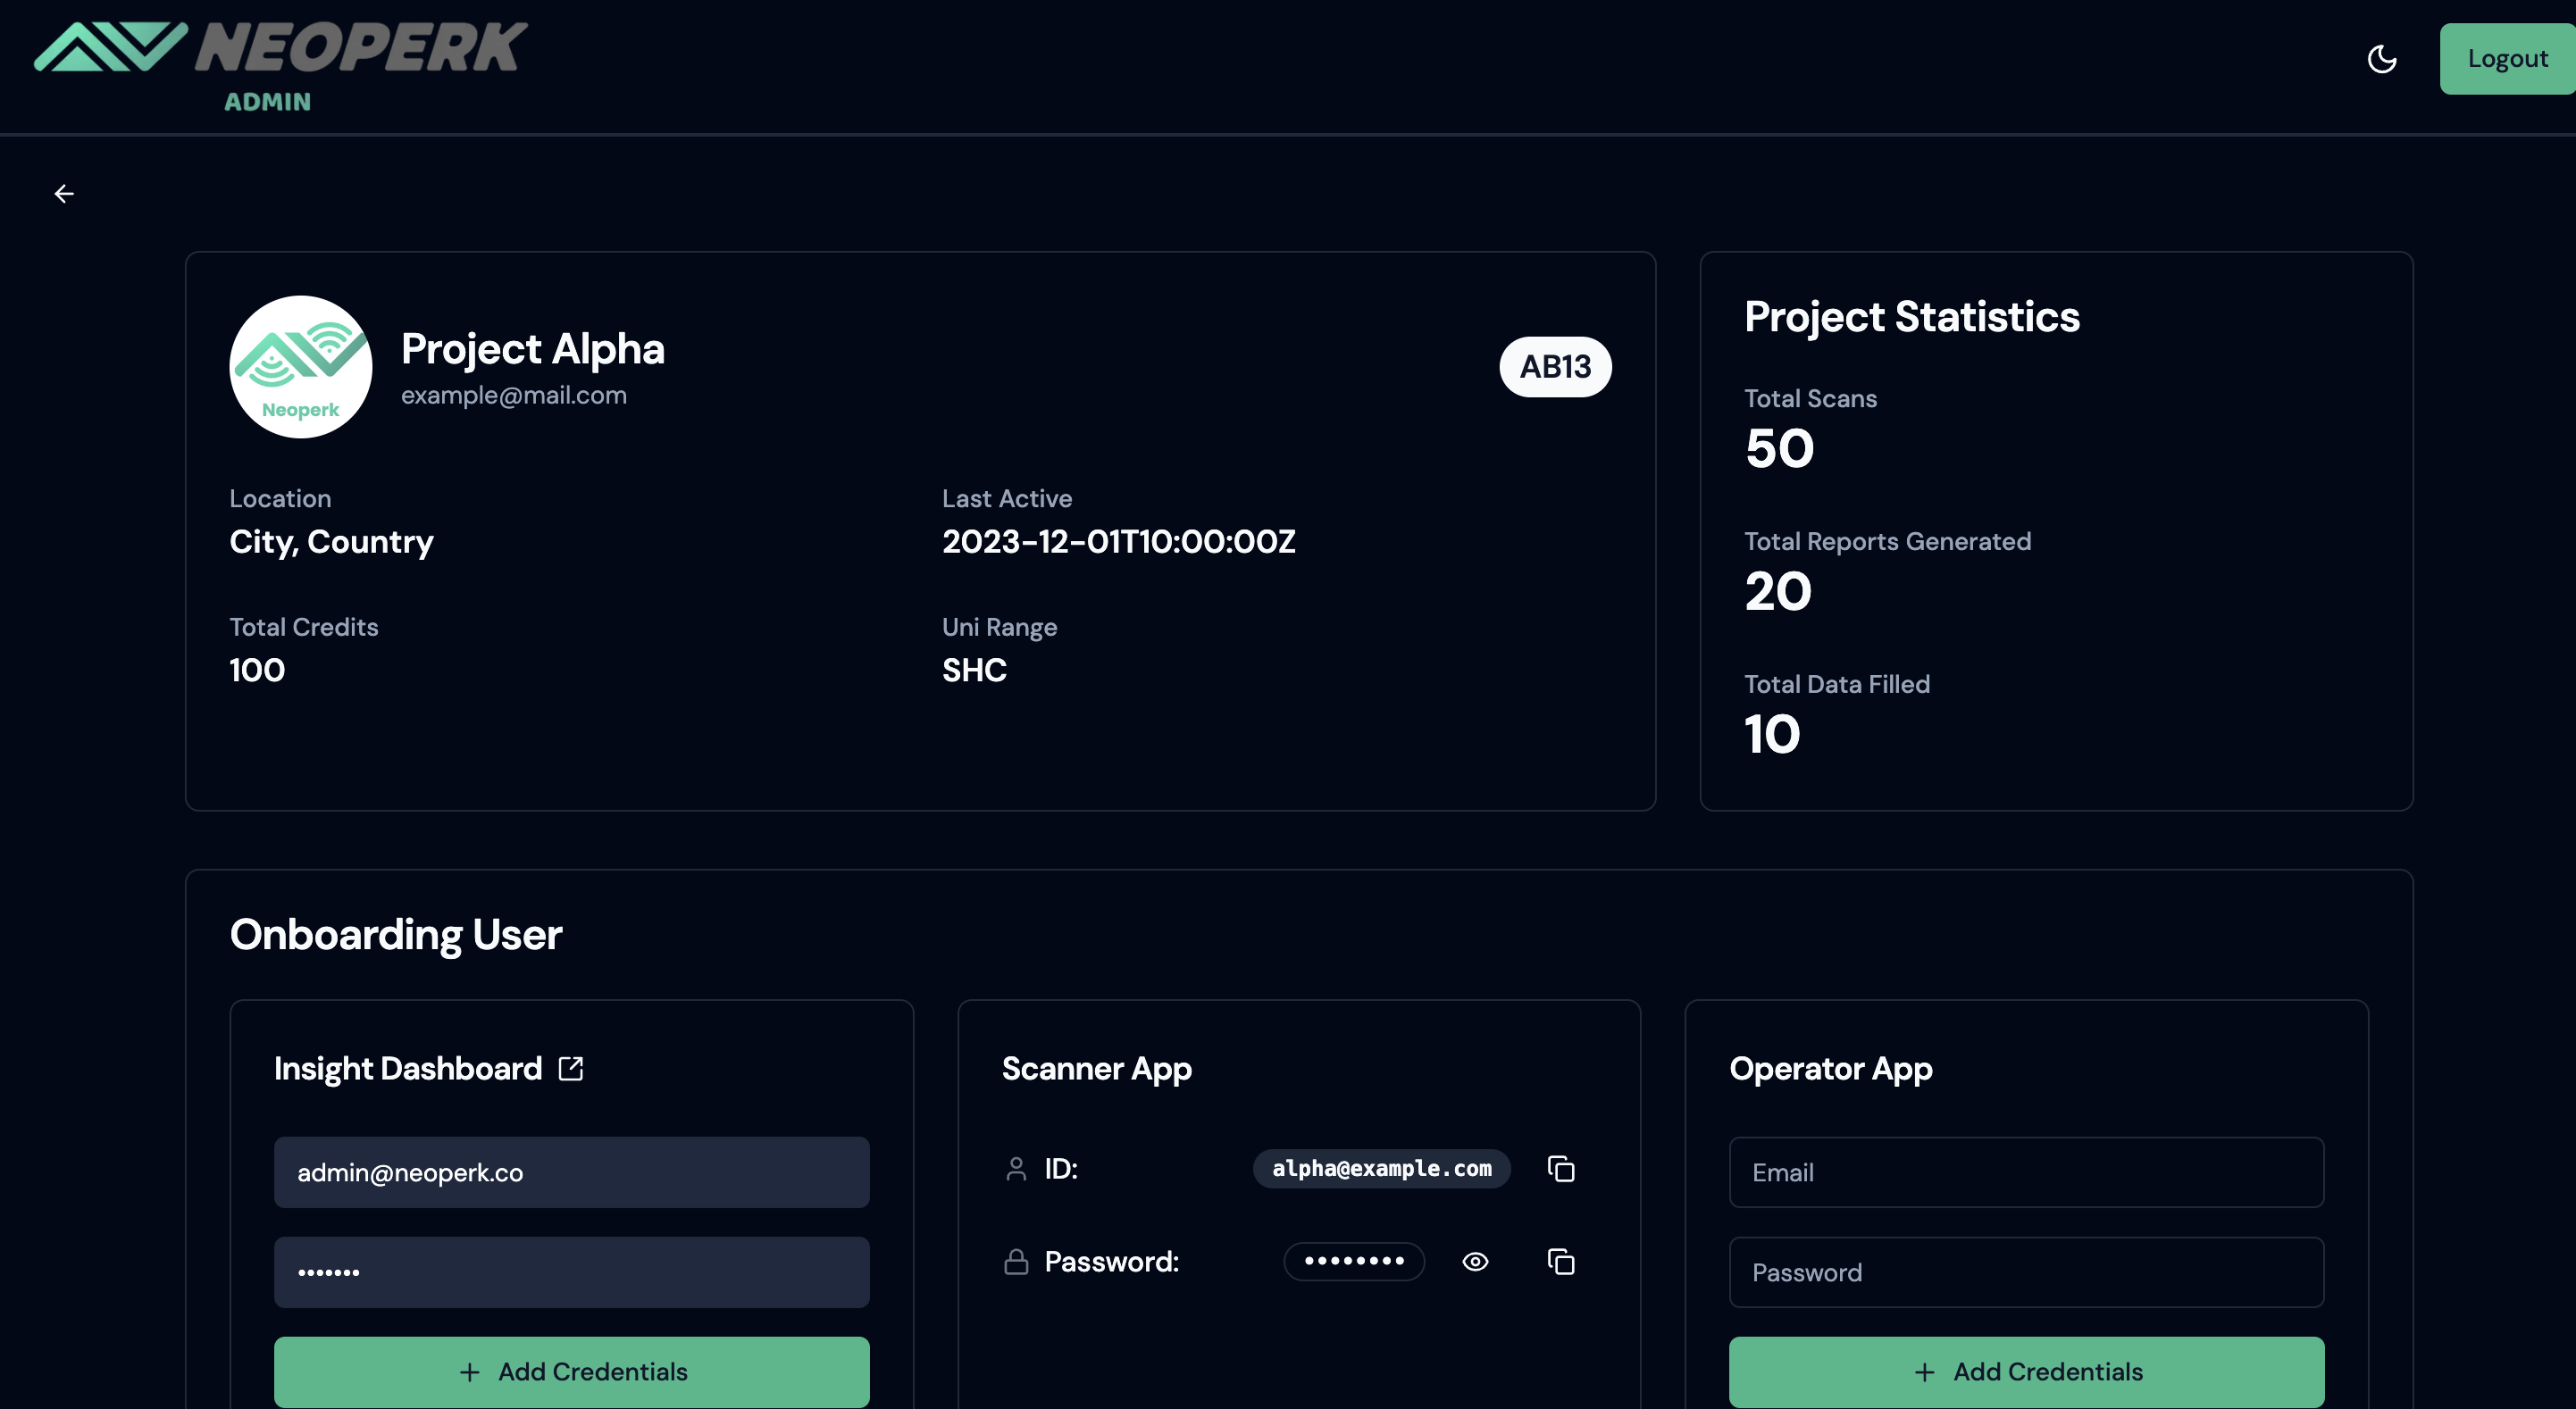 NEOPERK
ADMIN
Logout
Neoperk
Project Alpha
example@mail.com
AB13
Location
City, Country
Last Active
2023-12-01T10:00:00Z
Total Credits
100
Uni Range
SHC
Project Statistics
Total Scans
50
Total Reports Generated
20
Total Data Filled
10
Onboarding User
Insight Dashboard
admin@neoperk.co
•••••••
+ Add Credentials
Scanner App
ID:
alpha@example.com
Password:
••••••••
Operator App
Email
Password
+ Add Credentials